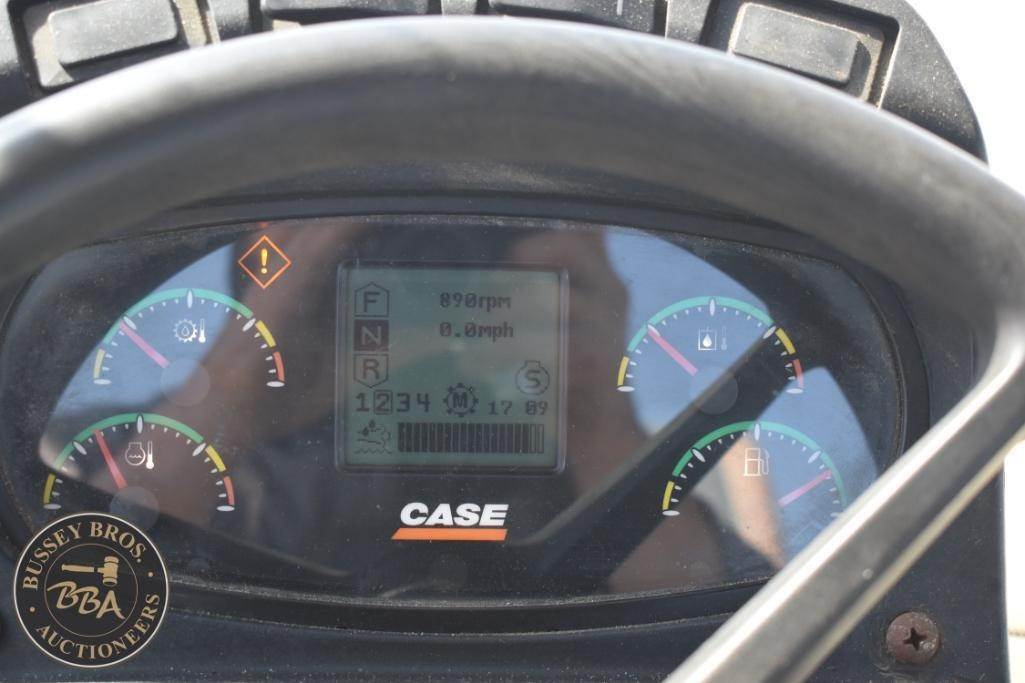 F
890rpm
N
0.0mph
R
S
1234
M
17 09
CASE
BUSSEY BROS.
BBA
AUCTIONEERS